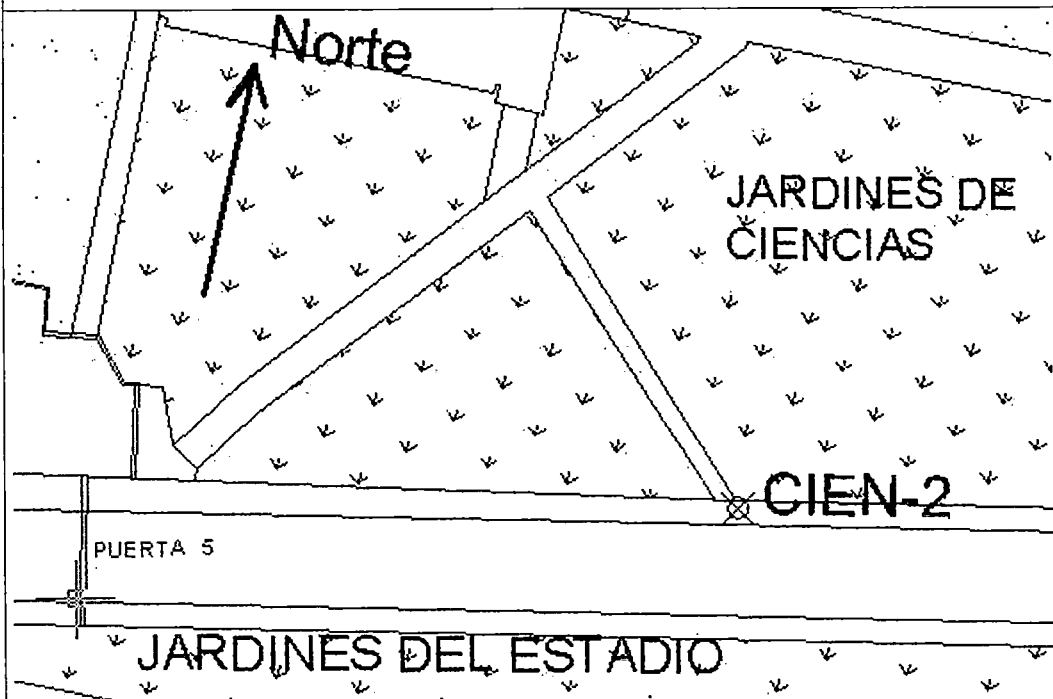 Norte
JARDINES DE
CIENCIAS
CIEN-2
PUERTA 5
JARDINES DEL ESTADIO